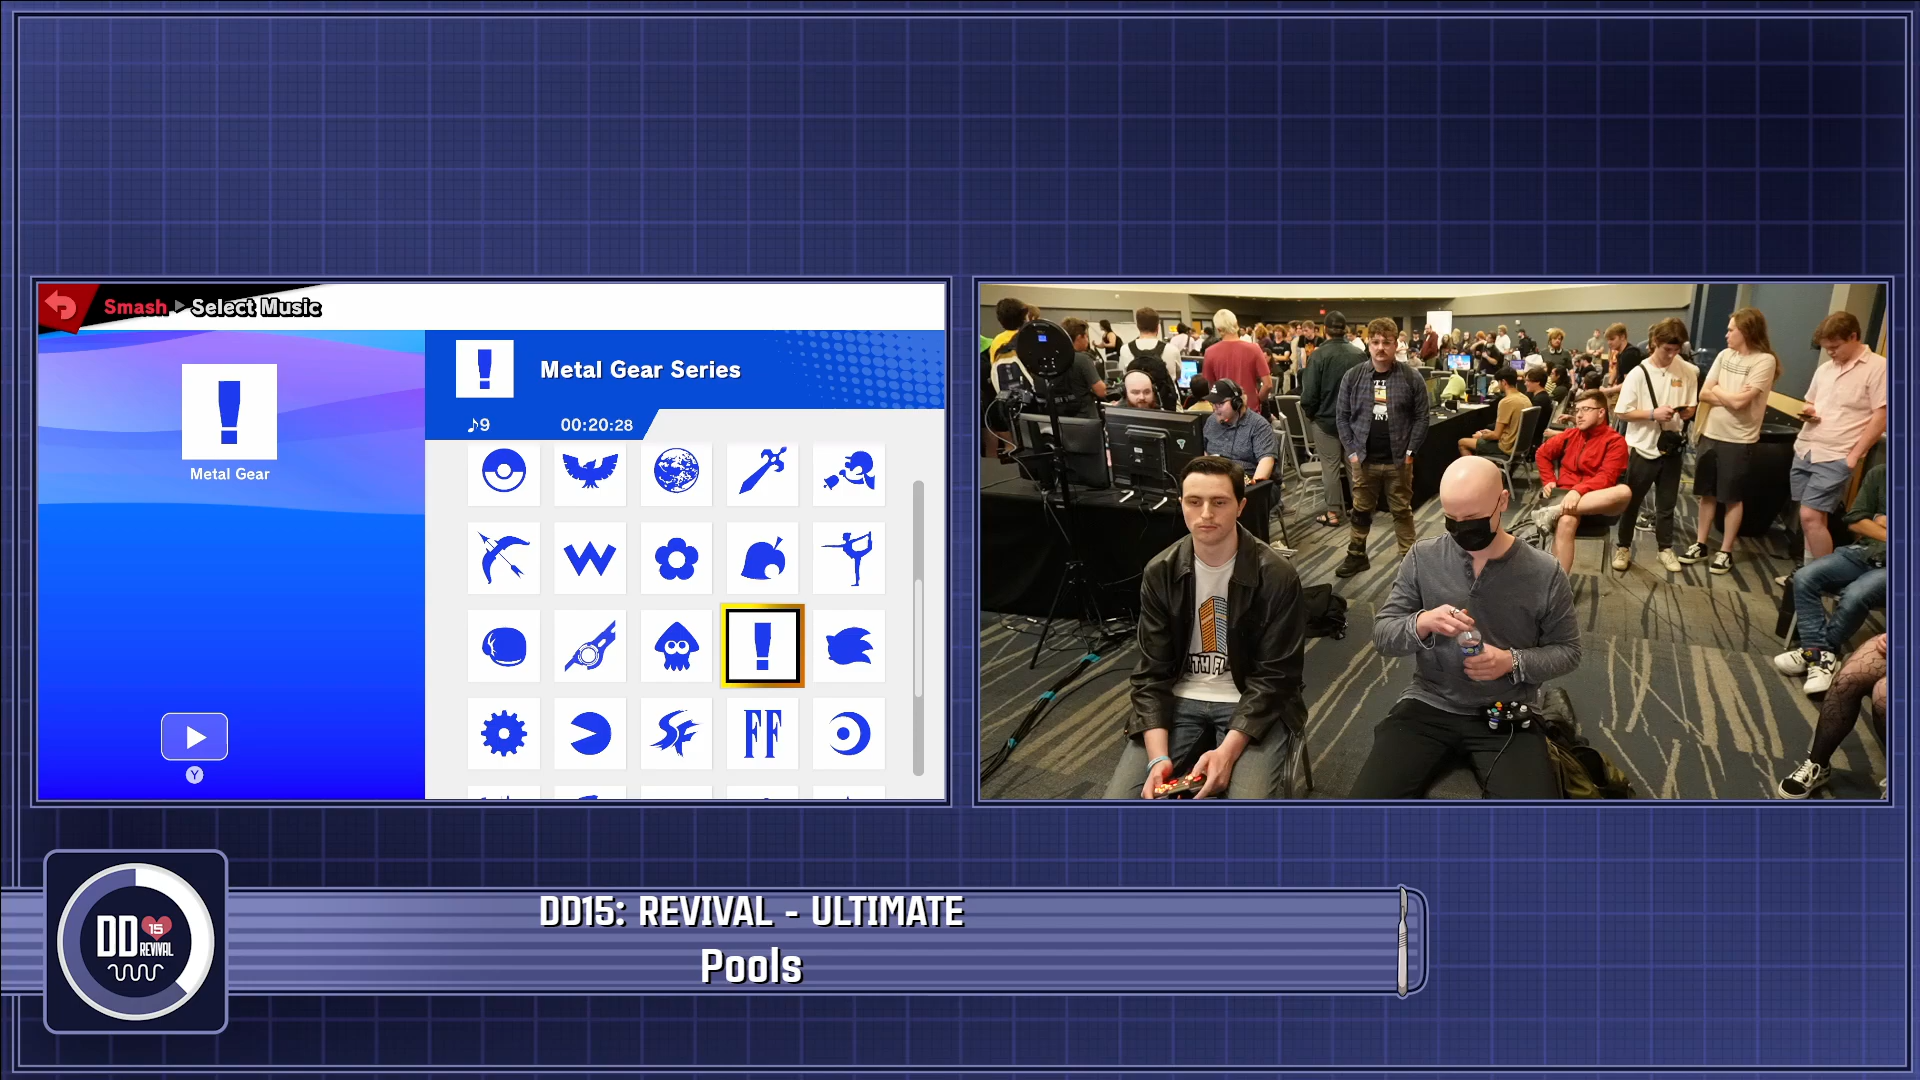 Smash ▶ Select Music
Metal Gear
Y
Metal Gear Series
♪9 00:20:28
FF
DD 15
REVIVAL
DD15: REVIVAL - ULTIMATE
Pools